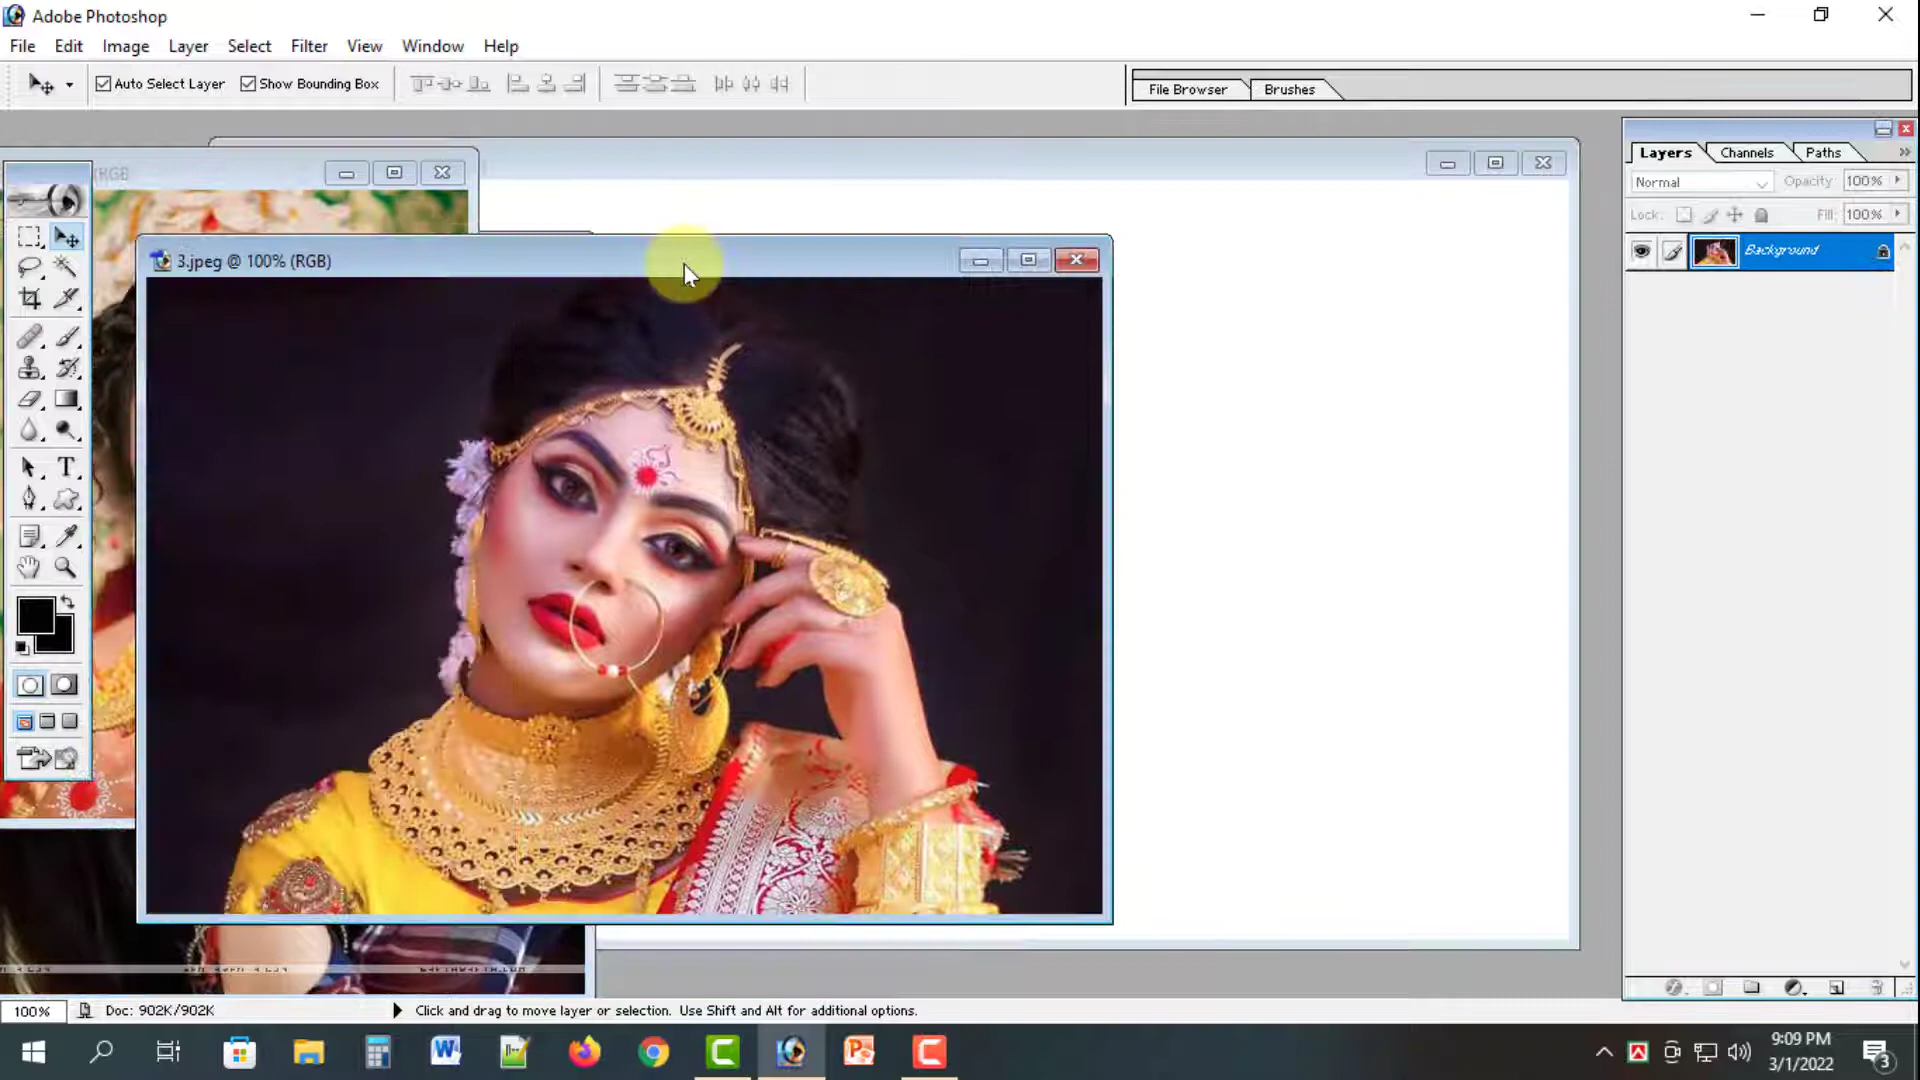 Adobe Photoshop
File Edit Image Layer Select Filter View Window Help
Auto Select Layer Show Bounding Box File Browser Brushes
(RGB
3.jpeg @ 100% (RGB)
Layers Channels Paths
Normal Opacity: 100%
Lock: Fill: 100%
Background
T
100% Doc: 902K/902K Click and drag to move layer or selection. Use Shift and Alt for additional options.
9:09 PM
3/1/2022
3